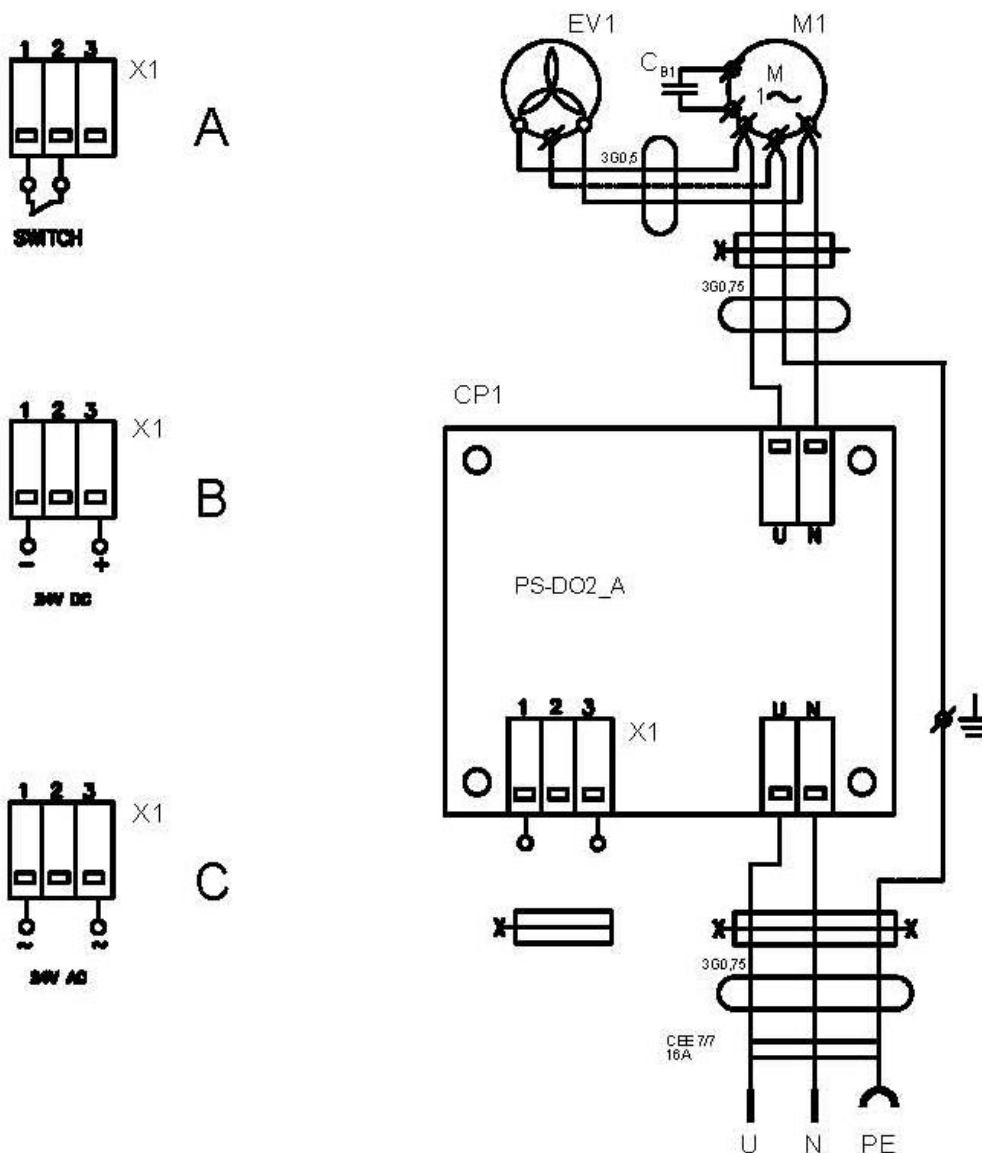 1 2 3
X1
A
SWITCH
1 2 3
X1
B
- +
24V DC
1 2 3
X1
C
~ ~
24V AC
EV1
M1
C B1
M
1 ~
3G0,5
3G0,75
CP1
U N
PS-DO2_A
1 2 3
X1
U N
3G0,75
CEE 7/7
16A
U N PE